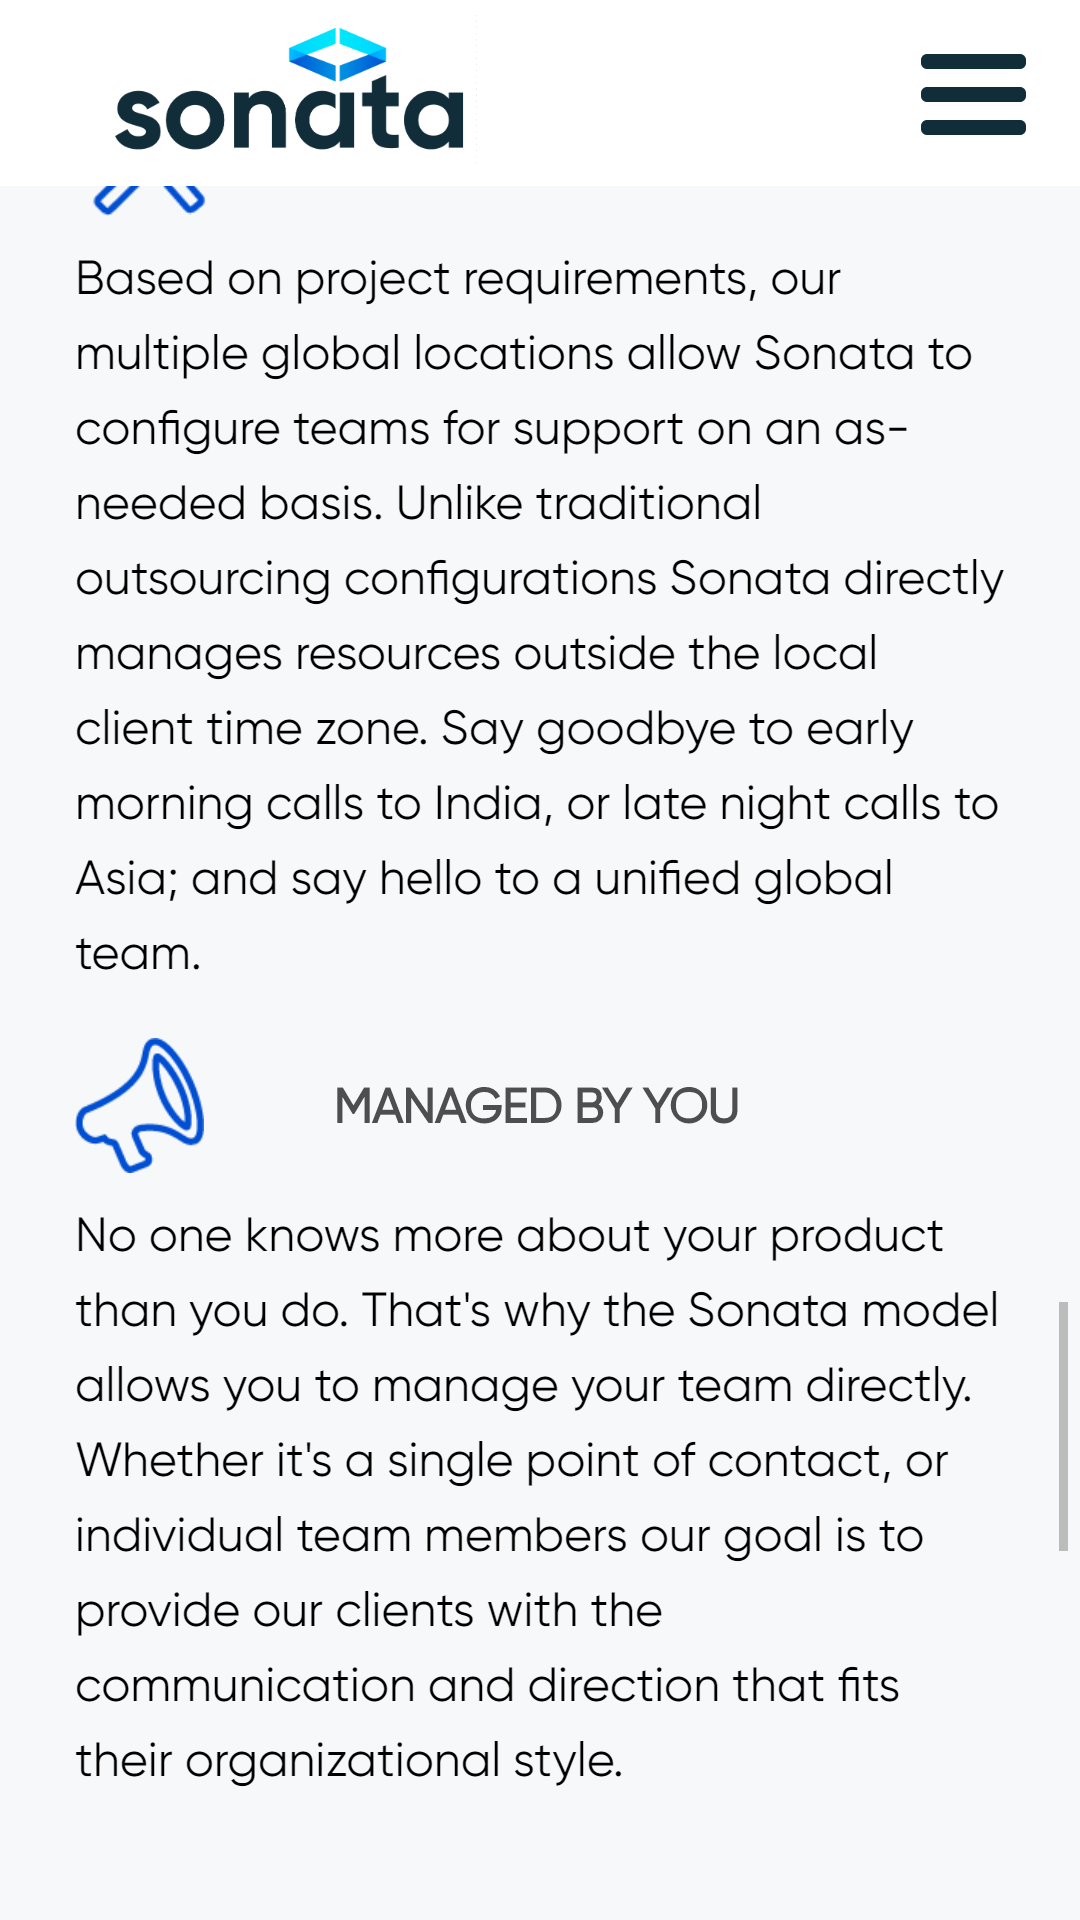 sonata
Based on project requirements, our
multiple global locations allow Sonata to
configure teams for support on an as-
needed basis. Unlike traditional
outsourcing configurations Sonata directly
manages resources outside the local
client time zone. Say goodbye to early
morning calls to India, or late night calls to
Asia; and say hello to a unified global
team.
MANAGED BY YOU
No one knows more about your product
than you do. That's why the Sonata model
allows you to manage your team directly.
Whether it's a single point of contact, or
individual team members our goal is to
provide our clients with the
communication and direction that fits
their organizational style.